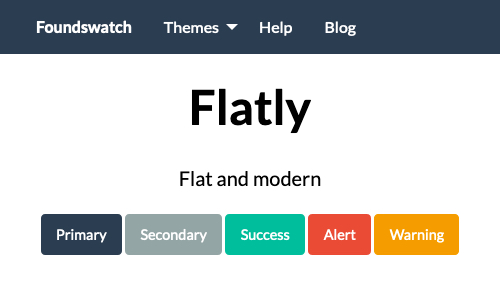 Foundswatch Themes Help Blog
Flatly
Flat and modern
Primary Secondary Success Alert Warning